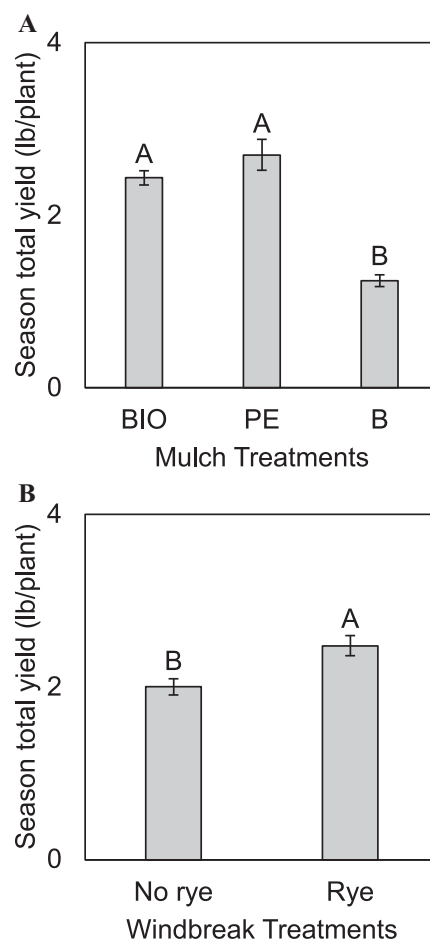 A
Season total yield (lb/plant)
4
2
0
A
A
B
BIO
PE
B
Mulch Treatments
B
Season total yield (lb/plant)
4
2
0
B
A
No rye
Rye
Windbreak Treatments